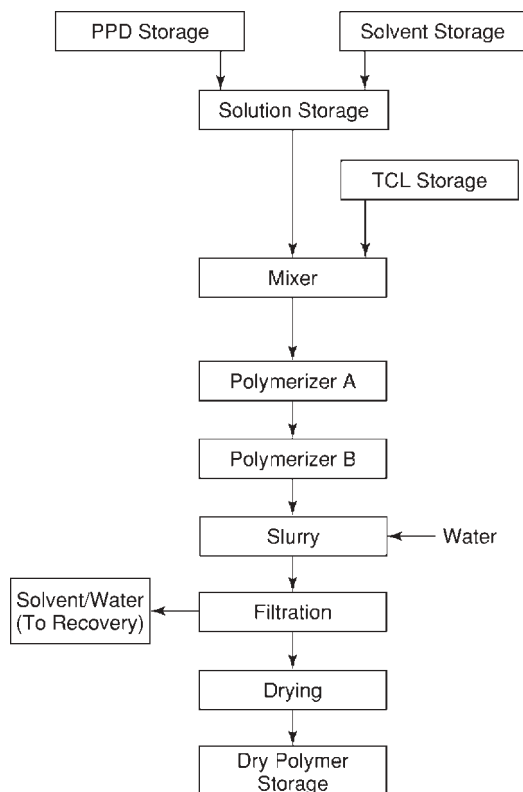 PPD Storage
Solvent Storage
Solution Storage
TCL Storage
Mixer
Polymerizer A
Polymerizer B
Slurry
Water
Solvent/Water
(To Recovery)
Filtration
Drying
Dry Polymer
Storage